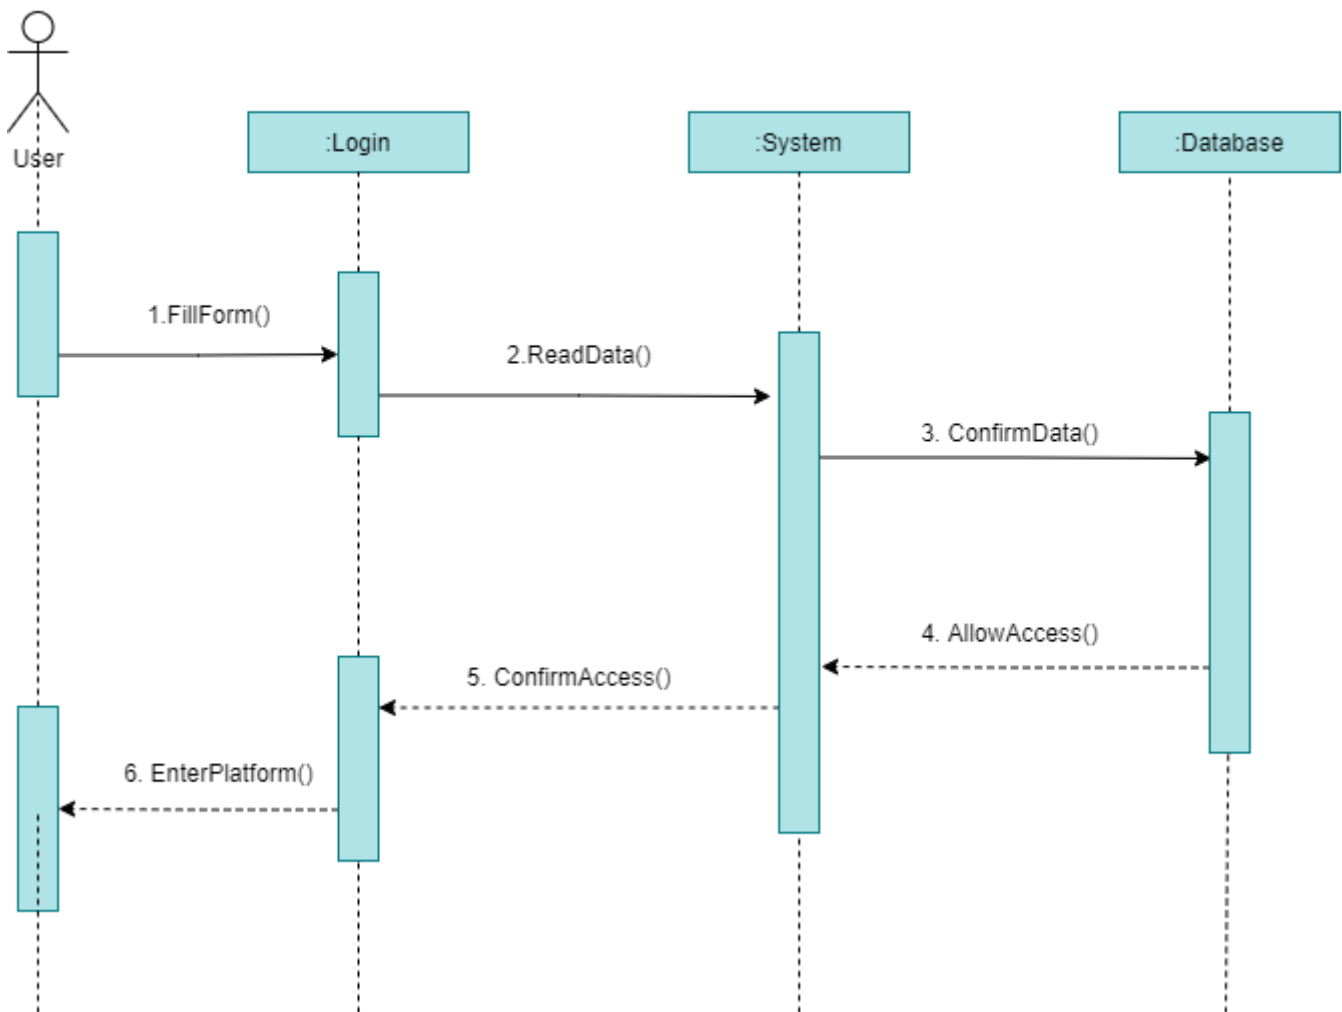 User
:Login
:System
:Database
1.FillForm()
2.ReadData()
3. ConfirmData()
4. AllowAccess()
5. ConfirmAccess()
6. EnterPlatform()